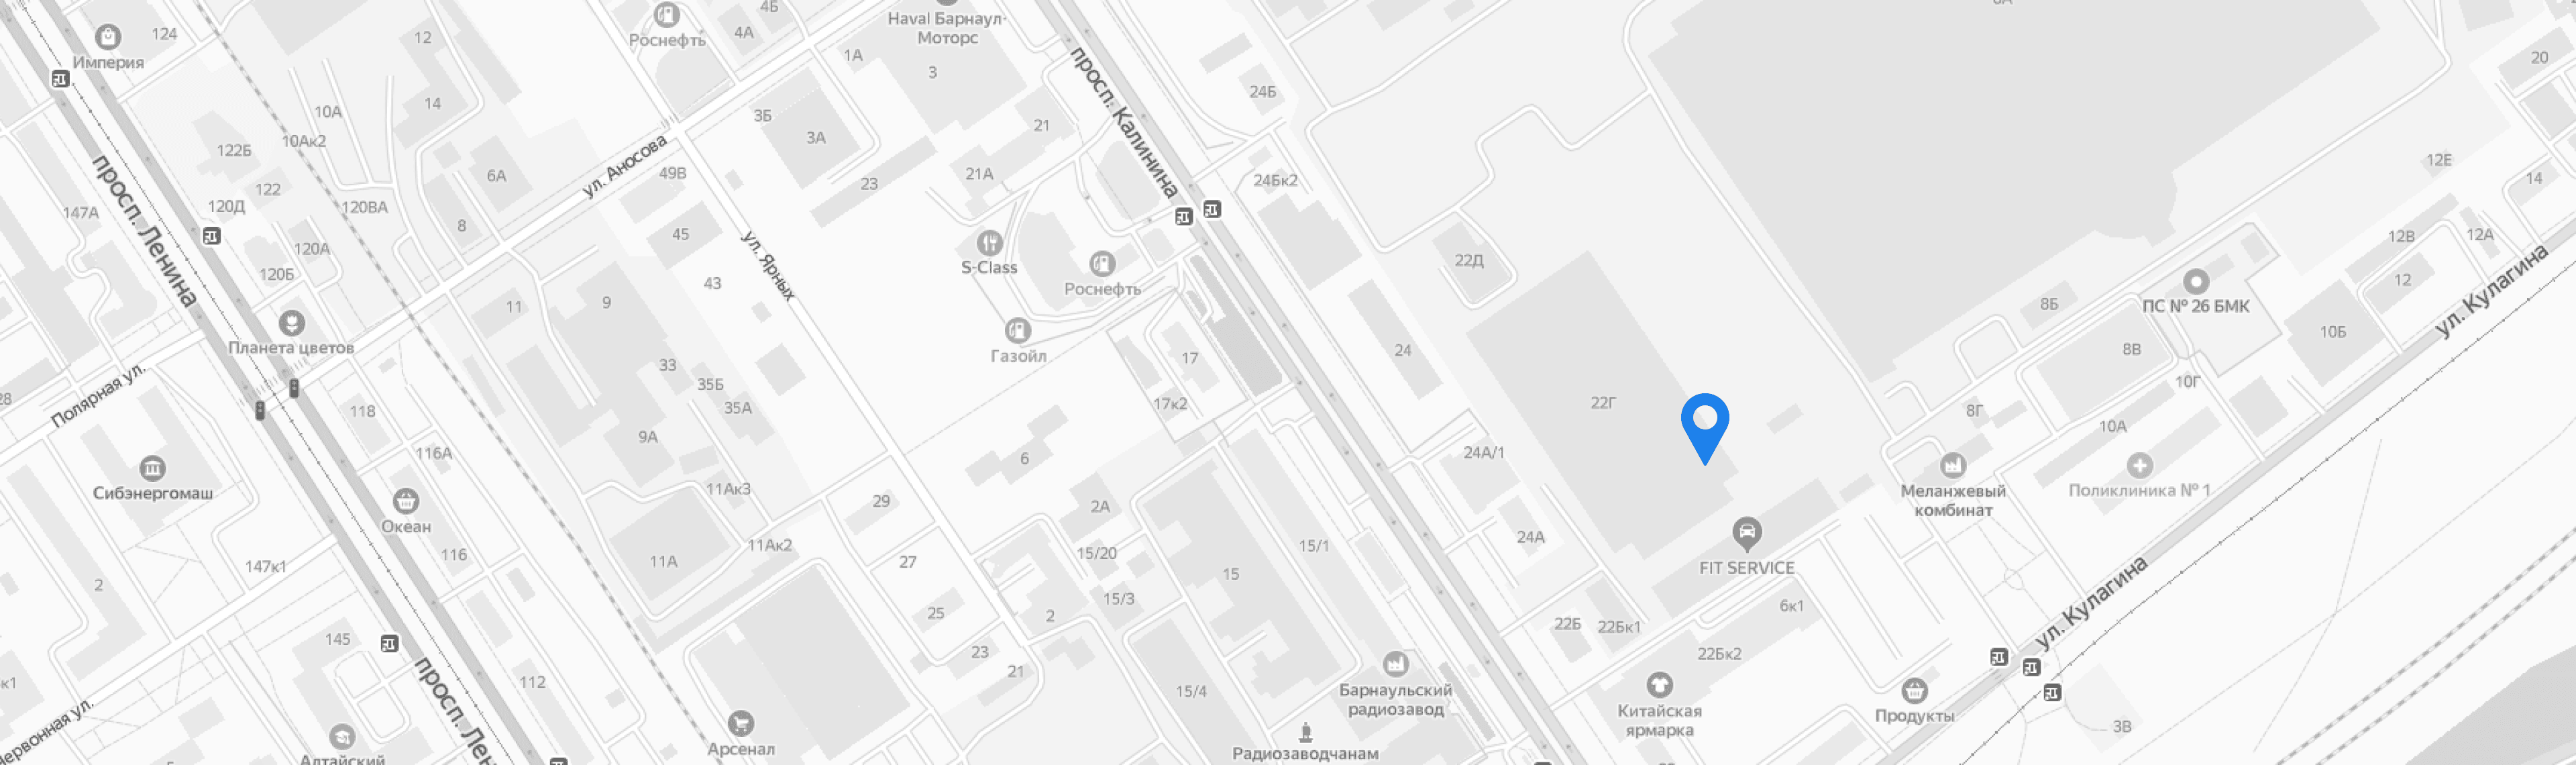 Империя
124
12
14
10А
10Ак2
122Б
122
120Д
120ВА
120А
120Б
147А
просп. Ленина
Планета цветов
Полярная ул.
Роснефть
4Б
4А
1А
Haval Барнаул-
Моторс
3
3Б
3А
21
21А
23
6А
8
49В
45
43
ул. Аносова
ул. Ярных
11
9
33
35Б
35А
9А
11Ак3
11А
11Ак2
S-Class
Роснефть
Газойл
17
17к2
просп. Калинина
24Б
24Бк2
22Д
24
22Г
24А/1
24А
6
2А
29
27
25
23
21
2
15/20
15/3
15
15/1
15/4
118
116А
Океан
116
Сибэнергомаш
147к1
2
145
112
просп. Лен
Арсенал
Барнаульский
радиозавод
Радиозаводчанам
FIT SERVICE
6к1
22Б
22Бк1
22Бк2
Китайская
ярмарка
Продукты
Меланжевый
комбинат
8Г
8Б
8В
10Г
10А
Поликлиника № 1
ПС № 26 БМК
10Б
12
12В
12А
12Е
14
20
ул. Кулагина
ул. Кулагина
3В